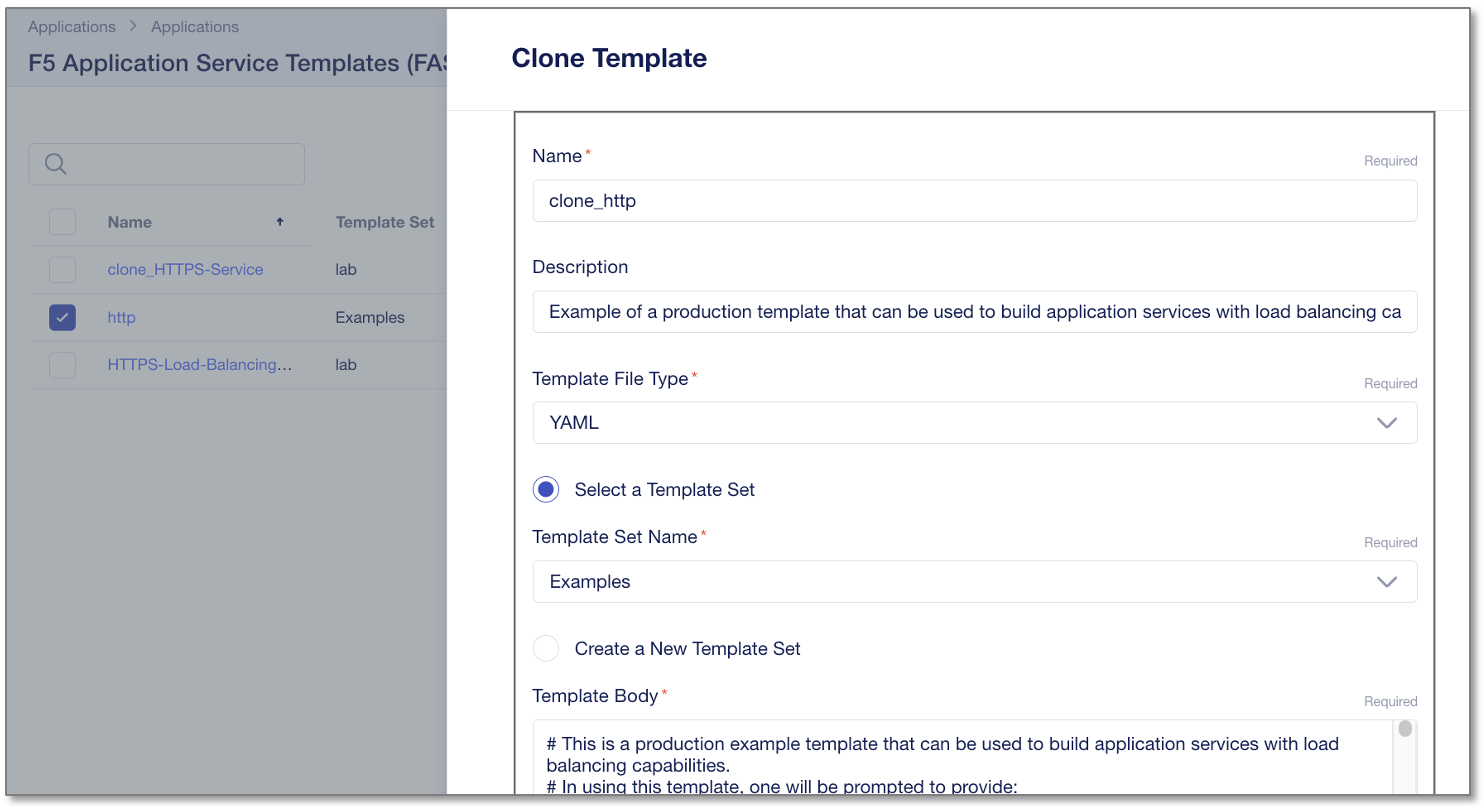 Applications > Applications
F5 Application Service Templates (FAS
Name Template Set
clone_HTTPS-Service lab
http Examples
HTTPS-Load-Balancing... lab
Clone Template
Name* Required
clone_http
Description
Example of a production template that can be used to build application services with load balancing ca
Template File Type* Required
YAML
Select a Template Set
Template Set Name* Required
Examples
Create a New Template Set
Template Body* Required
# This is a production example template that can be used to build application services with load
balancing capabilities.
# In using this template, one will be prompted to provide: